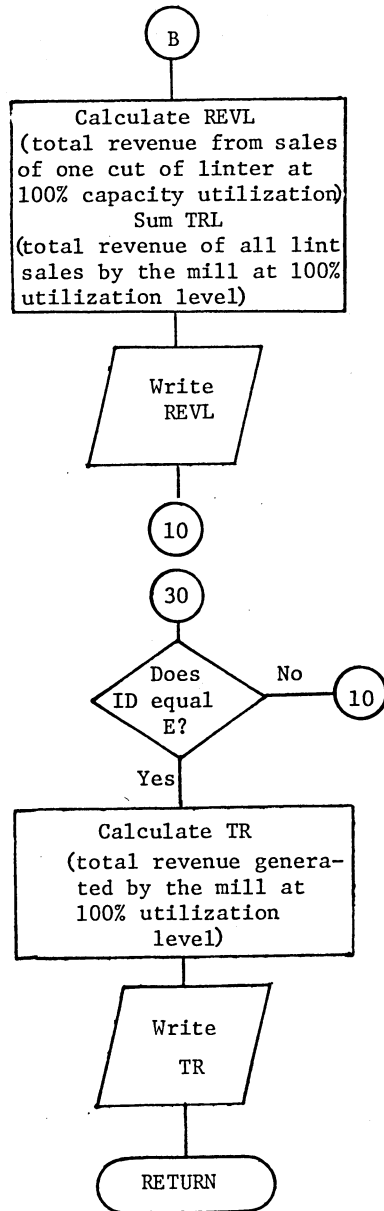 B
Calculate REVL
(total revenue from sales
of one cut of linter at
100% capacity utilization)
Sum TRL
(total revenue of all lint
sales by the mill at 100%
utilization level)
Write
REVL
10
30
Does
ID equal
E?
No
10
Yes
Calculate TR
(total revenue genera-
ted by the mill at
100% utilization
level)
Write
TR
RETURN